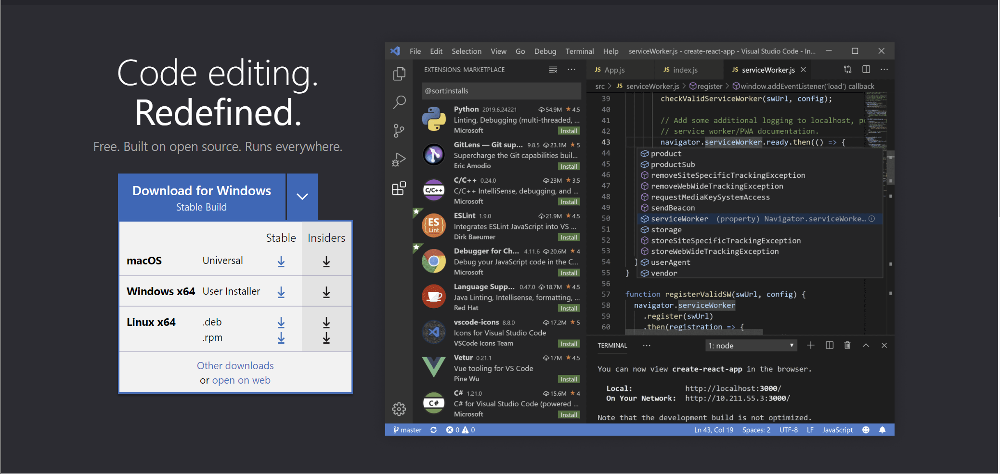 Code editing.
Redefined.
Free. Built on open source. Runs everywhere.
Download for Windows
Stable Build
Stable Insiders
macOS Universal
Windows x64 User Installer
Linux x64 .deb
.rpm
Other downloads
or open on web
File Edit Selection View Go Debug Terminal Help serviceWorker.js - create-react-app - Visual Studio Code - In...
EXTENSIONS: MARKETPLACE
@sort:installs
Python 2019.6.24221 54.9M ★ 4.5
Linting, Debugging (multi-threaded, ...
Microsoft Install
GitLens — Git sup... 9.8.5 23.1M ★ 5
Supercharge the Git capabilities buil...
Eric Amodio Install
C/C++
C/C++ 0.24.0 23M ★ 3.5
C/C++ IntelliSense, debugging, and ...
Microsoft Install
ES
Lint
ESLint 1.9.0 21.9M ★ 4.5
Integrates ESLint JavaScript into VS ...
Dirk Baeumer Install
Debugger for Ch... 4.11.6 20.6M ★ 4
Debug your JavaScript code in the C...
Microsoft Install
Language Supp... 0.47.0 18.7M ★ 4.5
Java Linting, Intellisense, formatting, ...
Red Hat Install
vscode-icons 8.8.0 17.2M ★ 5
Icons for Visual Studio Code
VSCode Icons Team Install
Vetur 0.21.1 17M ★ 4.5
Vue tooling for VS Code
Pine Wu Install
C#
C# 1.21.0 15.6M ★ 4
C# for Visual Studio Code (powered ...
Microsoft Install
JS App.js JS index.js JS serviceWorker.js
src > JS serviceWorker.js > register > window.addEventListener('load') callback
39 checkValidServiceWorker(swUrl, config);
40
41 // Add some additional logging to localhost, po
42 // service worker/PWA documentation.
43 navigator.serviceWorker.ready.then(() => {
44 product
45 productSub
46 removeSiteSpecificTrackingException
47 removeWebWideTrackingException
48 requestMediaKeySystemAccess
49 sendBeacon
50 serviceWorker (property) Navigator.serviceWorke...
51 storage
52 storeSiteSpecificTrackingException
53 storeWebWideTrackingException
54 } userAgent
55 } vendor
56
57 function registerValidSW(swUrl, config) {
58 navigator.serviceWorker
59 .register(swUrl)
60 .then(registration => {
TERMINAL ... 1: node
You can now view create-react-app in the browser.
Local: http://localhost:3000/
On Your Network: http://10.211.55.3:3000/
Note that the development build is not optimized.
master 0 0 Ln 43, Col 19 Spaces: 2 UTF-8 LF JavaScript